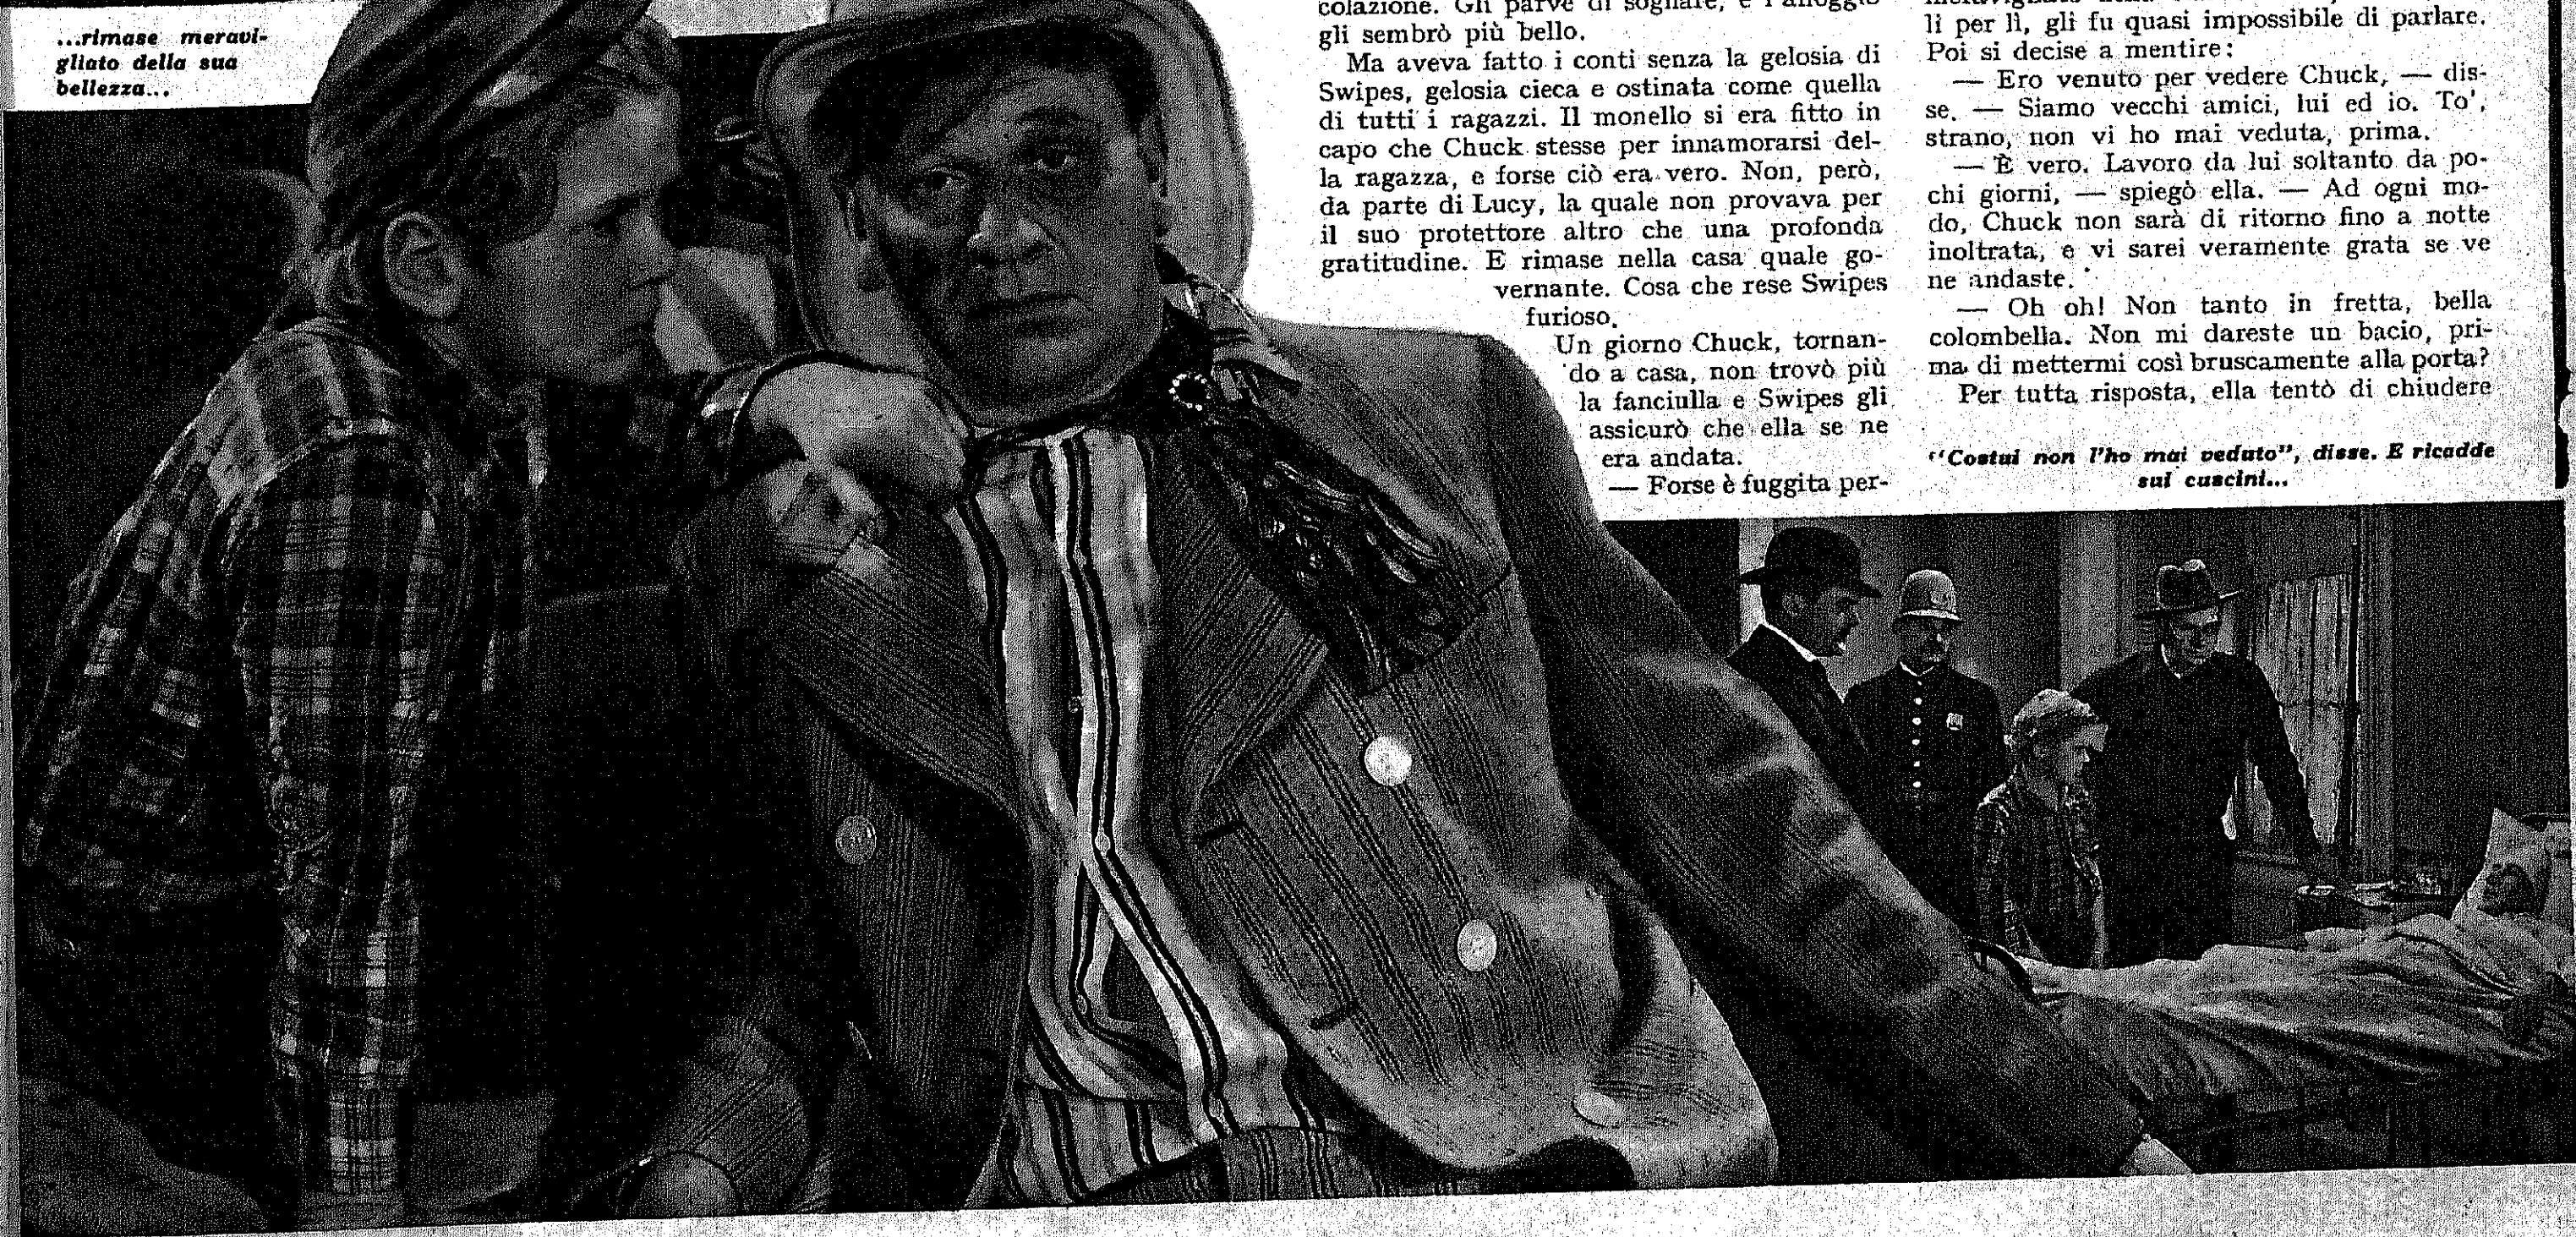 ...rimase meravi-
gliato della sua
bellezza...
colazione. Gli parve di sognare, e l'alloggio
gli sembrò più bello.
Ma aveva fatto i conti senza la gelosia di
Swipes, gelosia cieca e ostinata come quella
di tutti i ragazzi. Il monello si era fitto in
capo che Chuck stesse per innamorarsi del-
la ragazza, e forse ciò era vero. Non, però,
da parte di Lucy, la quale non provava per
il suo protettore altro che una profonda
gratitudine. E rimase nella casa quale go-
vernante. Cosa che rese Swipes
furioso.
Un giorno Chuck, tornan-
do a casa, non trovò più
la fanciulla e Swipes gli
assicurò che ella se ne
era andata.
— Forse è fuggita per-
lì per lì, gli fu quasi impossibile di parlare.
Poi si decise a mentire:
— Ero venuto per vedere Chuck, — dis-
se. — Siamo vecchi amici, lui ed io. To',
strano, non vi ho mai veduta, prima.
— È vero. Lavoro da lui soltanto da po-
chi giorni, — spiegò ella. — Ad ogni mo-
do, Chuck non sarà di ritorno fino a notte
inoltrata, e vi sarei veramente grata se ve
ne andaste.
— Oh oh! Non tanto in fretta, bella
colombella. Non mi dareste un bacio, pri-
ma di mettermi così bruscamente alla porta?
Per tutta risposta, ella tentò di chiudere
"Costui non l'ho mai veduto", disse. E ricadde
sui cuscini...